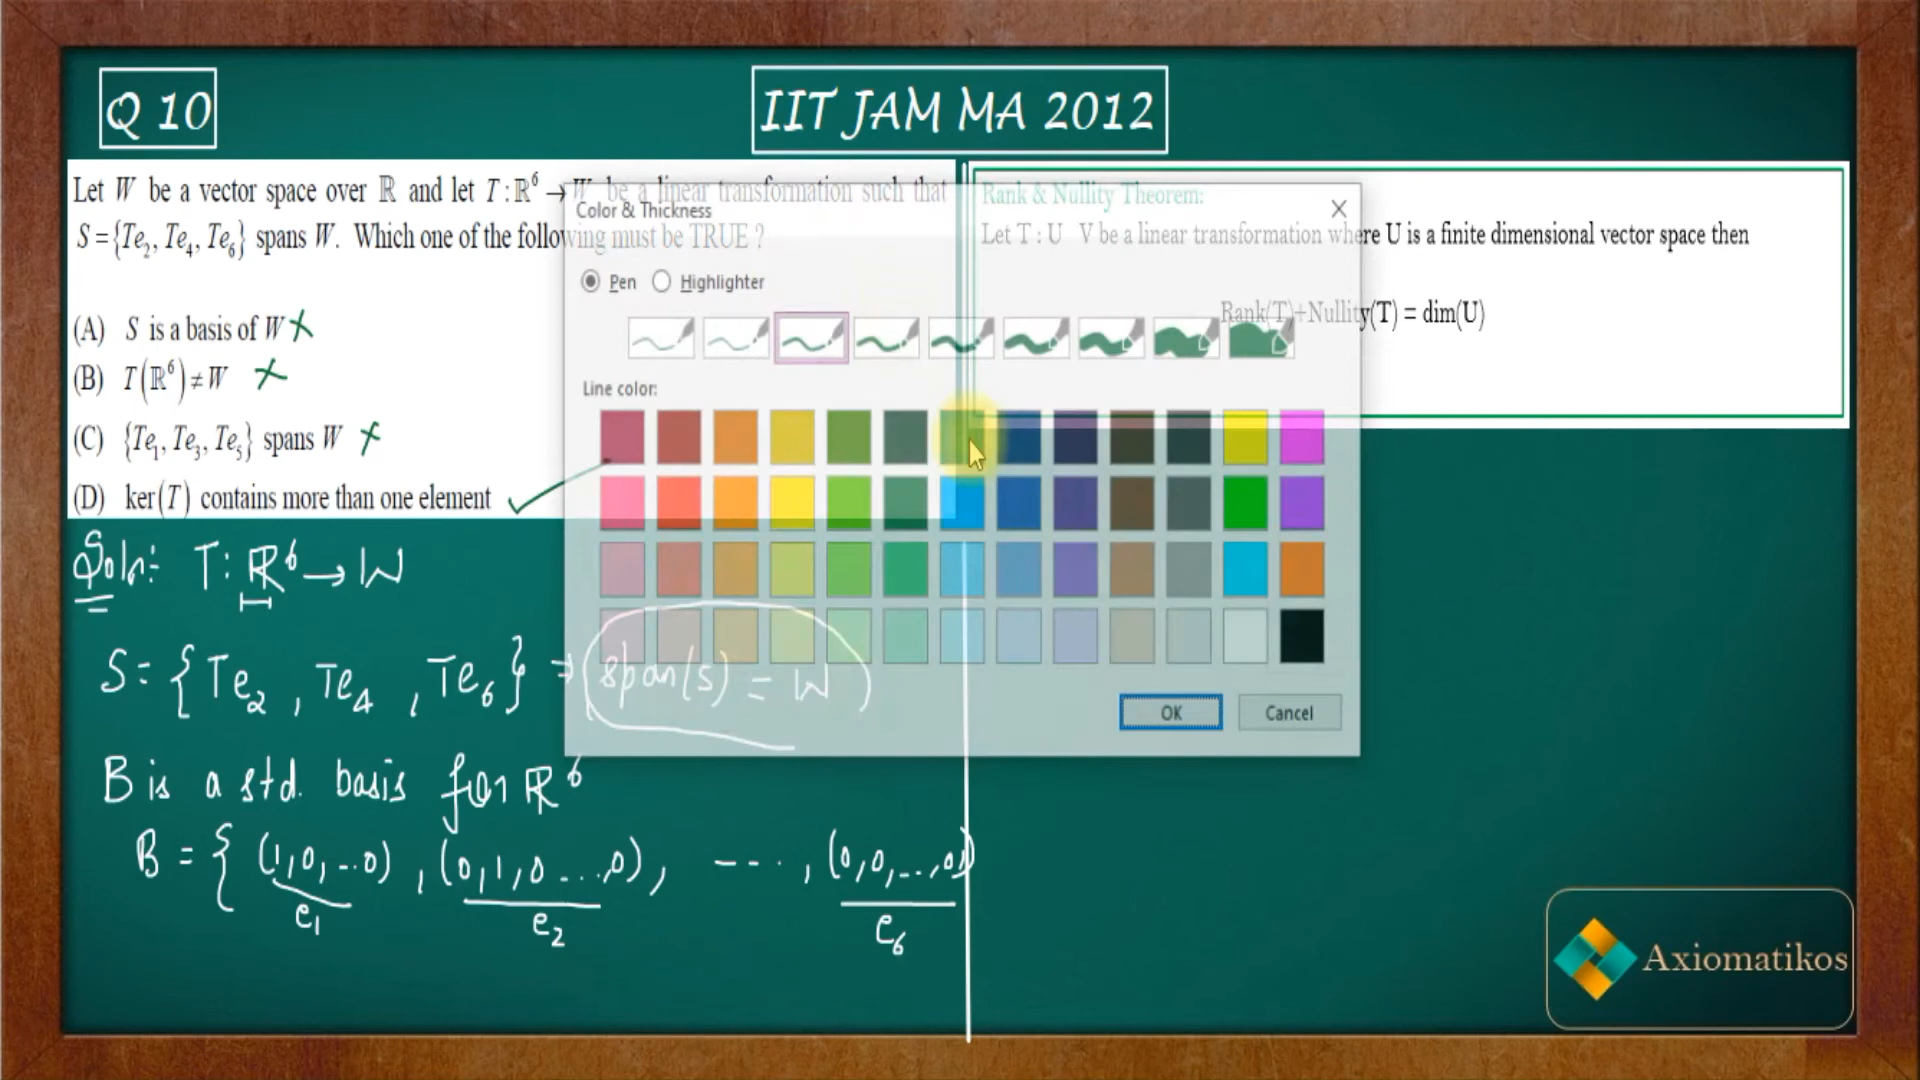 Q 10
IIT JAM MA 2012
Let W be a vector space over ℝ and let T : ℝ⁶ → W be a linear transformation such that
S = {Te₂, Te₄, Te₆} spans W. Which one of the following must be TRUE ?
(A) S is a basis of W ✗
(B) T(ℝ⁶) ≠ W ✗
(C) {Te₁, Te₃, Te₅} spans W ✗
(D) ker(T) contains more than one element ✓
Rank & Nullity Theorem:
Let T : U V be a linear transformation where U is a finite dimensional vector space then
Rank(T)+Nullity(T) = dim(U)
Color & Thickness
Pen Highlighter
Line color:
OK Cancel
Soln:- T: ℝ⁶ → W
S = {Te₂, Te₄, Te₆} ⇒ (span(S) = W)
B is a std. basis for ℝ⁶
B = { (1,0,...0), (0,1,0...,0), ----, (0,0,...,0)
e₁ e₂ e₆
Axiomatikos